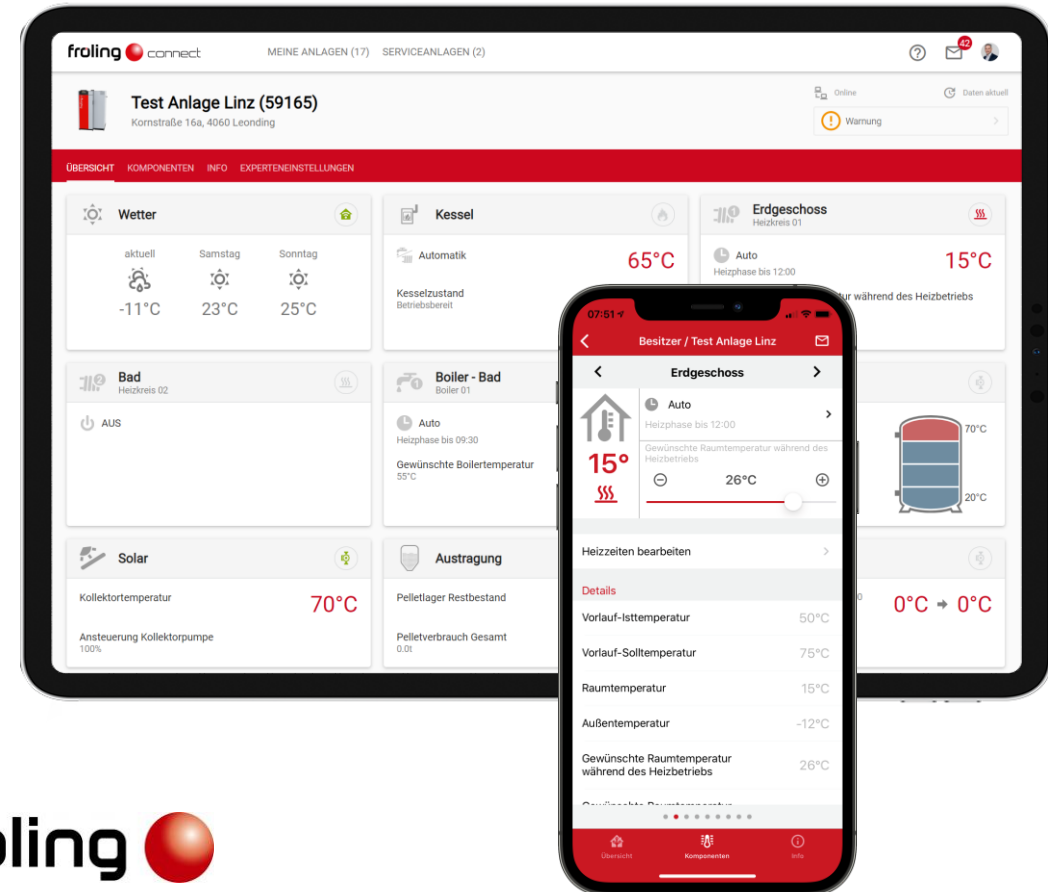 froling connect
MEINE ANLAGEN (17) SERVICEANLAGEN (2)
42
Test Anlage Linz (59165)
Kornstraße 16a, 4060 Leonding
Online
Daten aktuell
Warnung
ÜBERSICHT KOMPONENTEN INFO EXPERTENEINSTELLUNGEN
Wetter
aktuell Samstag Sonntag
-11°C 23°C 25°C
Kessel
Automatik
65°C
Kesselzustand
Betriebsbereit
1
Erdgeschoss
Heizkreis 01
Auto
Heizphase bis 12:00
15°C
während des Heizbetriebs
2
Bad
Heizkreis 02
AUS
1
Boiler - Bad
Boiler 01
Auto
Heizphase bis 09:30
Gewünschte Boilertemperatur
55°C
70°C
20°C
Solar
Kollektortemperatur
70°C
Ansteuerung Kollektorpumpe
100%
Austragung
Pelletlager Restbestand
Pelletverbrauch Gesamt
0.0t
0°C → 0°C
07:51
Besitzer / Test Anlage Linz
Erdgeschoss
Auto
Heizphase bis 12:00
15°
Gewünschte Raumtemperatur während des
Heizbetriebs
26°C
Heizzeiten bearbeiten
Details
Vorlauf-Isttemperatur 50°C
Vorlauf-Solltemperatur 75°C
Raumtemperatur 15°C
Außentemperatur -12°C
Gewünschte Raumtemperatur
während des Heizbetriebs 26°C
Übersicht Komponenten Info
oling